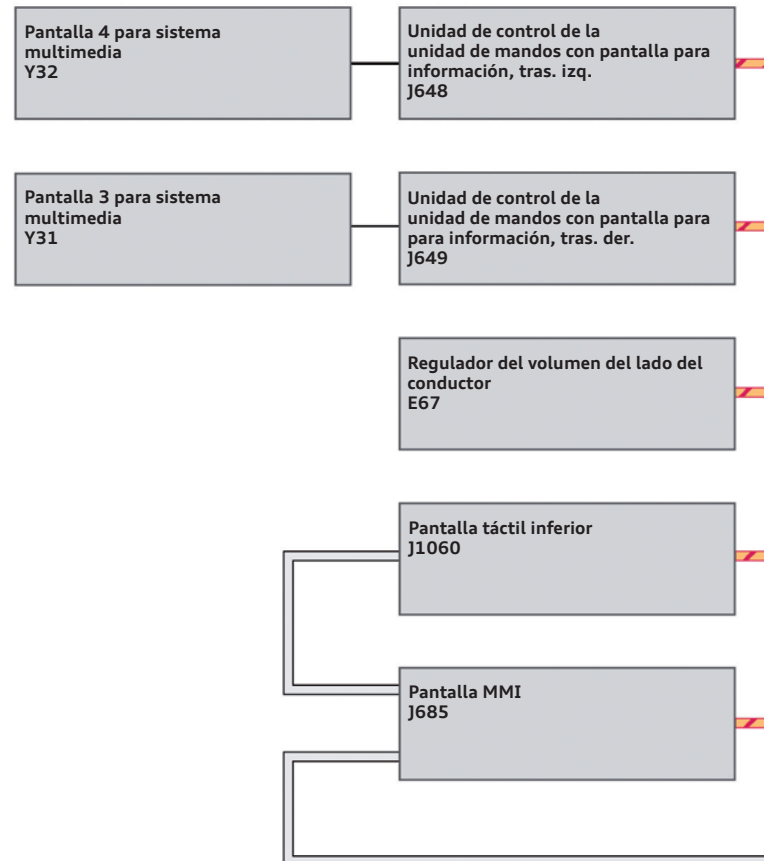 Pantalla 4 para sistema
multimedia
Y32
Unidad de control de la
unidad de mandos con pantalla para
información, tras. izq.
J648
Pantalla 3 para sistema
multimedia
Y31
Unidad de control de la
unidad de mandos con pantalla para
para información, tras. der.
J649
Regulador del volumen del lado del
conductor
E67
Pantalla táctil inferior
J1060
Pantalla MMI
J685